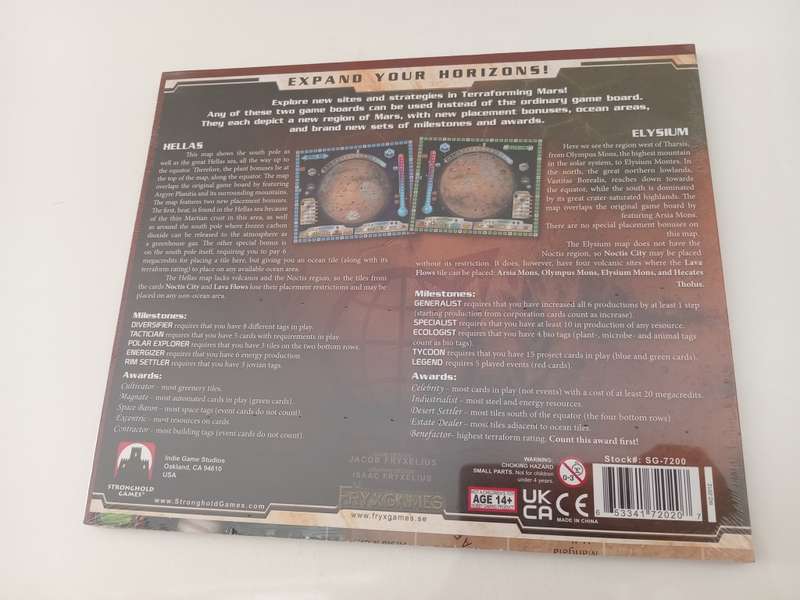 EXPAND YOUR HORIZONS!
Explore new sites and strategies in Terraforming Mars!
Any of these two game boards can be used instead of the ordinary game board.
They each depict a new region of Mars, with new placement bonuses, ocean areas,
and brand new sets of milestones and awards.
HELLAS
This map shows the south pole as
well as the great Hellas sea, all the way up
to the equator. Therefore, the plant bonuses be at
the top of the map, along the equator. The map
overlaps the original game board by featuring
Argyre Planitia and its surrounding mountains.
The map features two new placement bonuses.
The first, heat, is found in the Hellas sea because
of the thin Martian crust in this area, as well
as around the south pole where frozen carbon
dioxide can be released to the atmosphere as
a greenhouse gas. The other special bonus is
on the south pole itself, requiring you to pay 6
megacredits for placing a tile here, but giving you an ocean tile (along with its
terraform rating) to place on any available ocean area.
The Hellas map lacks volcanos and the Noctis region, so the tiles from
the cards Noctis City and Lava Flows lose their placement restrictions and may be
placed on any non-ocean area.
Milestones:
DIVERSIFIER requires that you have 8 different tags in play.
TACTICIAN requires that you have 5 cards with requirements in play.
POLAR EXPLORER requires that you have 3 tiles on the two bottom rows.
ENERGIZER requires that you have 6 energy production
RIM SETTLER requires that you have 3 jovian tags.
Awards:
Cultivator - most greenery tiles.
Magnate - most automated cards in play (green cards).
Space Baron - most space tags (event cards do not count).
Excentric - most resources on cards.
Contractor - most building tags (event cards do not count).
ELYSIUM
Here we see the region west of Tharsis,
from Olympus Mons, the highest mountain
in the solar system, to Elysium Montes. In
the north, the great northern lowlands,
Vastitas Borealis, reaches down towards
the equator, while the south is dominated
by its great crater-saturated highlands. The
map overlaps the original game board by
featuring Arsia Mons.
There are no special placement bonuses on
this map.
The Elysium map does not have the
Noctis region, so Noctis City may be placed
without its restriction. It does, however, have four volcanic sites where the Lava
Flows tile can be placed: Arsia Mons, Olympus Mons, Elysium Mons, and Hecates
Tholus.
Milestones:
GENERALIST requires that you have increased all 6 productions by at least 1 step
(starting production from corporation cards count as increase).
SPECIALIST requires that you have at least 10 in production of any resource.
ECOLOGIST requires that you have 4 bio tags (plant-, microbe- and animal tags
count as bio tags).
TYCOON requires that you have 15 project cards in play (blue and green cards).
LEGEND requires 5 played events (red cards).
Awards:
Celebrity - most cards in play (not events) with a cost of at least 20 megacredits.
Industrialist - most steel and energy resources.
Desert Settler - most tiles south of the equator (the four bottom rows)
Estate Dealer - most tiles adjacent to ocean tiles.
Benefactor- highest terraform rating. Count this award first!
STRONGHOLD
GAMES
Indie Game Studios
Oakland, CA 94610
USA
www.StrongholdGames.com
JACOB FRYXELIUS
ISAAC FRYXELIUS
FRYXGAMES
www.fryxgames.se
WARNING:
CHOKING HAZARD
SMALL PARTS. Not for children
under 4 years.
0-3
AGE 14+
UK
CA
CE
MADE IN CHINA
Stock#: SG-7200
6 53341 72020 7